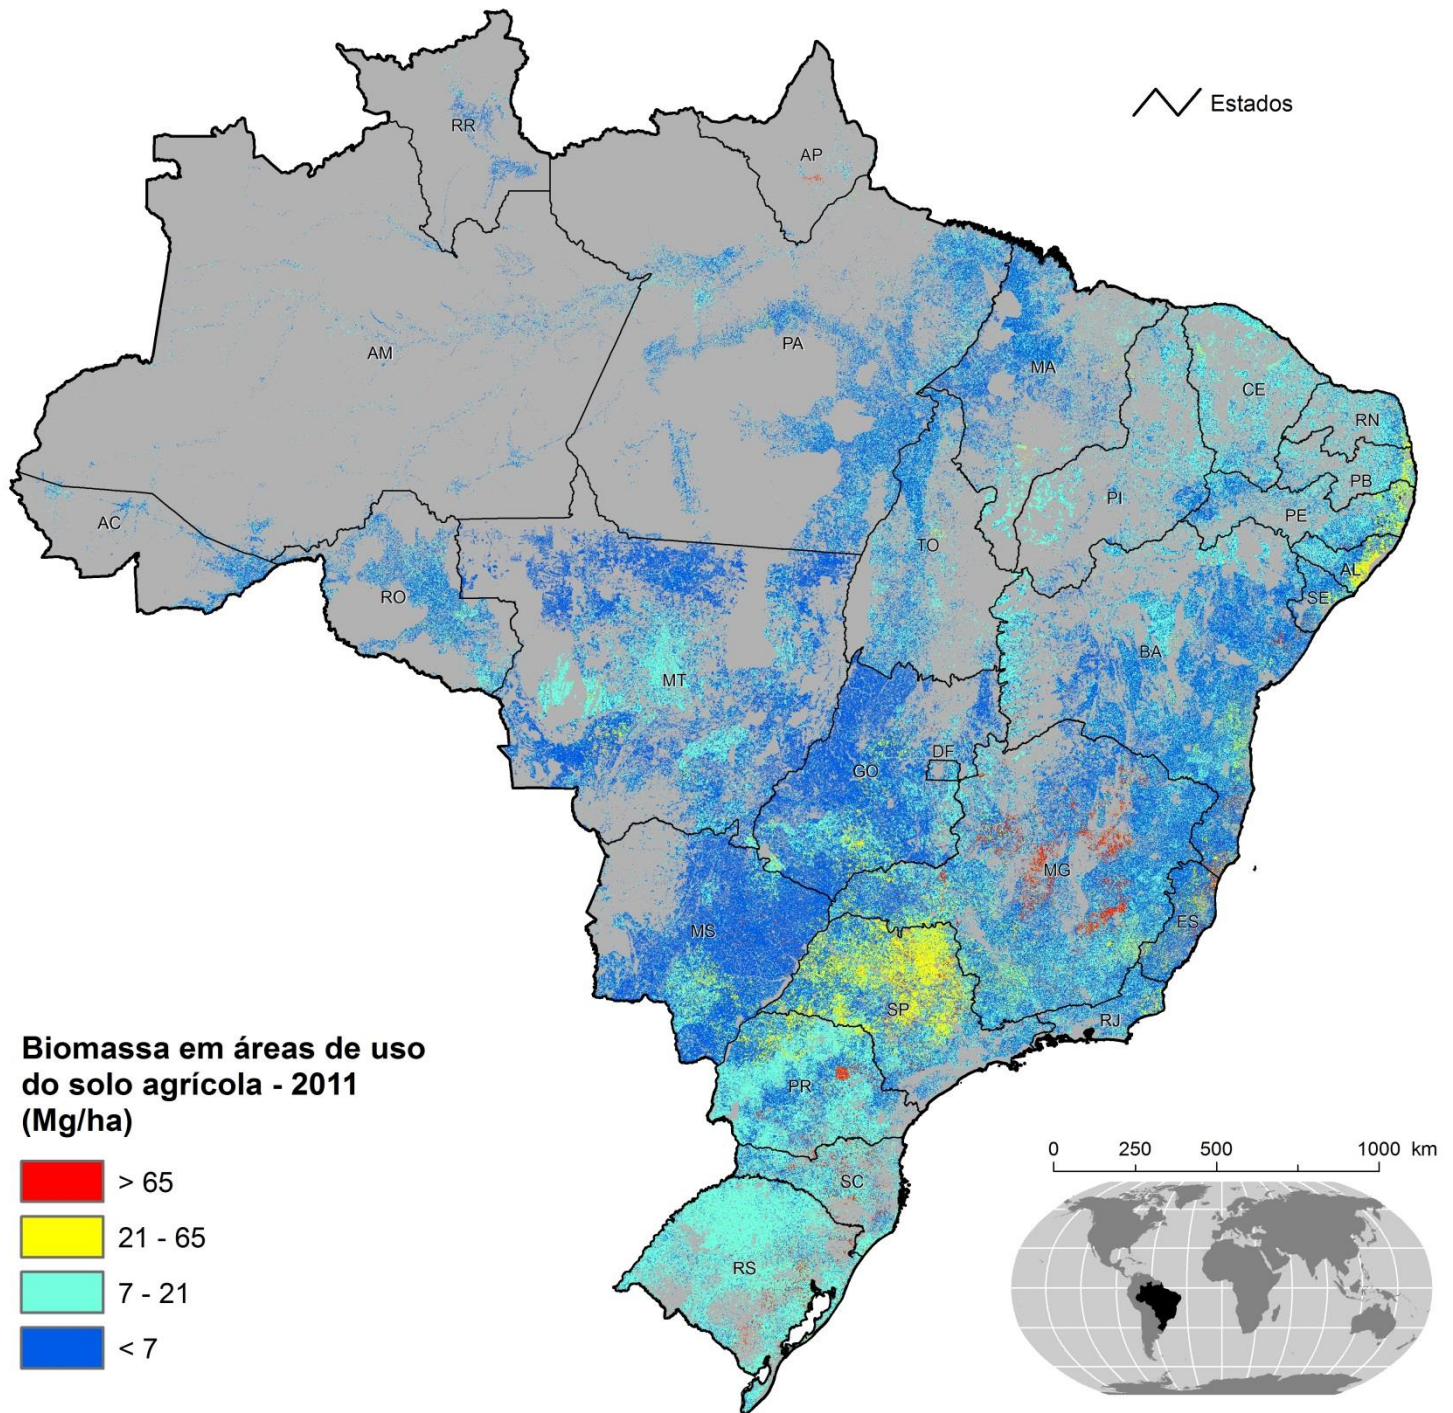 Estados
RR
AP
AM
PA
MA
CE
RN
PB
PI
PE
AC
TO
AL
RO
SE
BA
MT
DF
GO
MG
MS
ES
SP
RJ
PR
SC
RS
Biomassa em áreas de uso
do solo agrícola - 2011
(Mg/ha)
> 65
21 - 65
7 - 21
< 7
0 250 500 1000 km